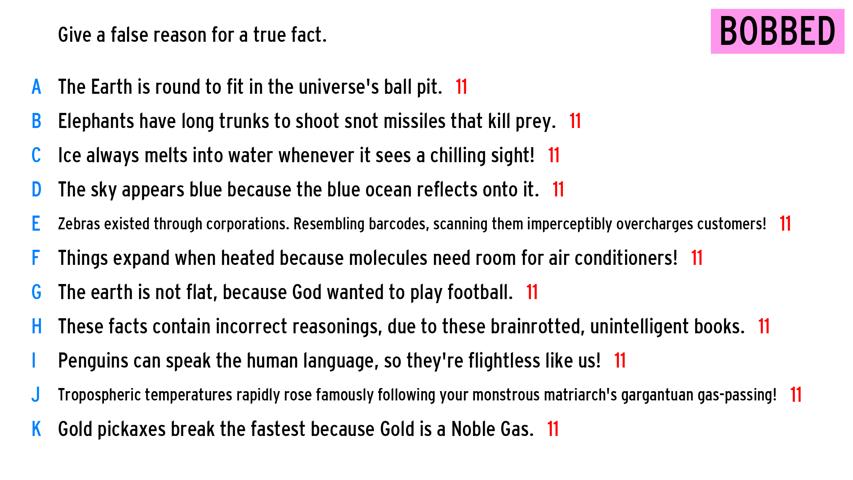 Give a false reason for a true fact.
BOBBED
A The Earth is round to fit in the universe's ball pit. 11
B Elephants have long trunks to shoot snot missiles that kill prey. 11
C Ice always melts into water whenever it sees a chilling sight! 11
D The sky appears blue because the blue ocean reflects onto it. 11
E Zebras existed through corporations. Resembling barcodes, scanning them imperceptibly overcharges customers! 11
F Things expand when heated because molecules need room for air conditioners! 11
G The earth is not flat, because God wanted to play football. 11
H These facts contain incorrect reasonings, due to these brainrotted, unintelligent books. 11
I Penguins can speak the human language, so they're flightless like us! 11
J Tropospheric temperatures rapidly rose famously following your monstrous matriarch's gargantuan gas-passing! 11
K Gold pickaxes break the fastest because Gold is a Noble Gas. 11